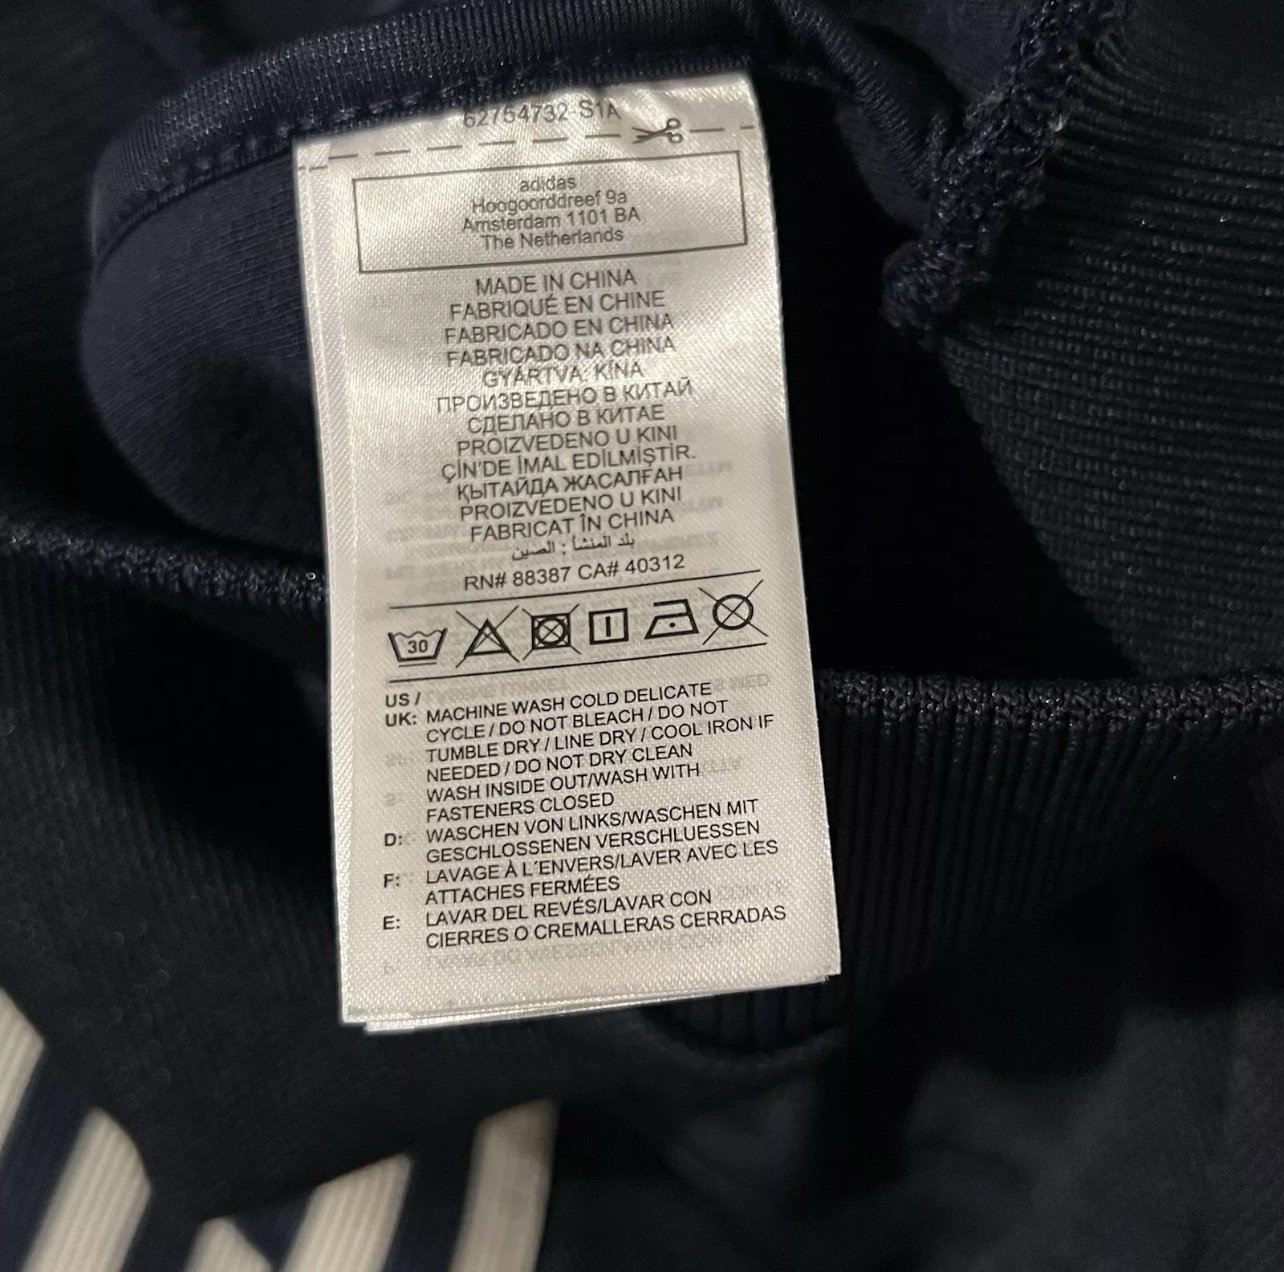 62754732 S1A
adidas
Hoogoorddreef 9a
Amsterdam 1101 BA
The Netherlands
MADE IN CHINA
FABRIQUÉ EN CHINE
FABRICADO EN CHINA
FABRICADO NA CHINA
GYÁRTVA: KÍNA
ПРОИЗВЕДЕНО В КИТАЙ
СДЕЛАНО В КИТАЕ
PROIZVEDENO U KINI
ÇİN'DE İMAL EDİLMİŞTİR.
ҚЫТАЙДА ЖАСАЛҒАН
PROIZVEDENO U KINI
FABRICAT ÎN CHINA
بلد المنشأ : الصين
RN# 88387 CA# 40312
30
US /
UK: MACHINE WASH COLD DELICATE
CYCLE / DO NOT BLEACH / DO NOT
TUMBLE DRY / LINE DRY / COOL IRON IF
NEEDED / DO NOT DRY CLEAN
WASH INSIDE OUT/WASH WITH
FASTENERS CLOSED
D: WASCHEN VON LINKS/WASCHEN MIT
GESCHLOSSENEN VERSCHLUESSEN
F: LAVAGE À L´ENVERS/LAVER AVEC LES
ATTACHES FERMÉES
E: LAVAR DEL REVÉS/LAVAR CON
CIERRES O CREMALLERAS CERRADAS